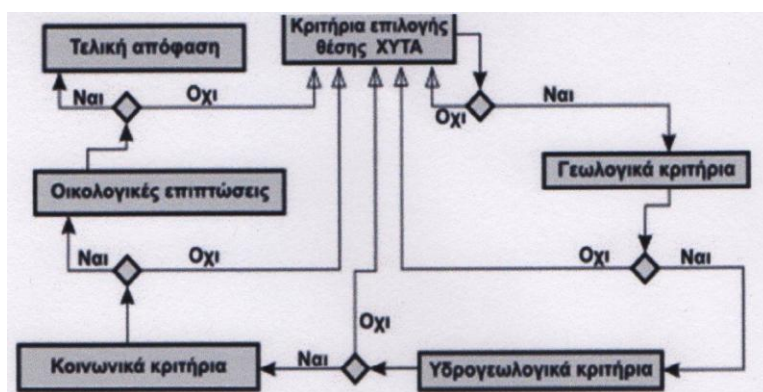 Τελική απόφαση
Κριτήρια επιλογής
θέσης ΧΥΤΑ
Ναι
Οχι
Οχι
Ναι
Γεωλογικά κριτήρια
Οικολογικές επιπτώσεις
Ναι
Οχι
Οχι
Ναι
Οχι
Κοινωνικά κριτήρια
Ναι
Υδρογεωλογικά κριτήρια